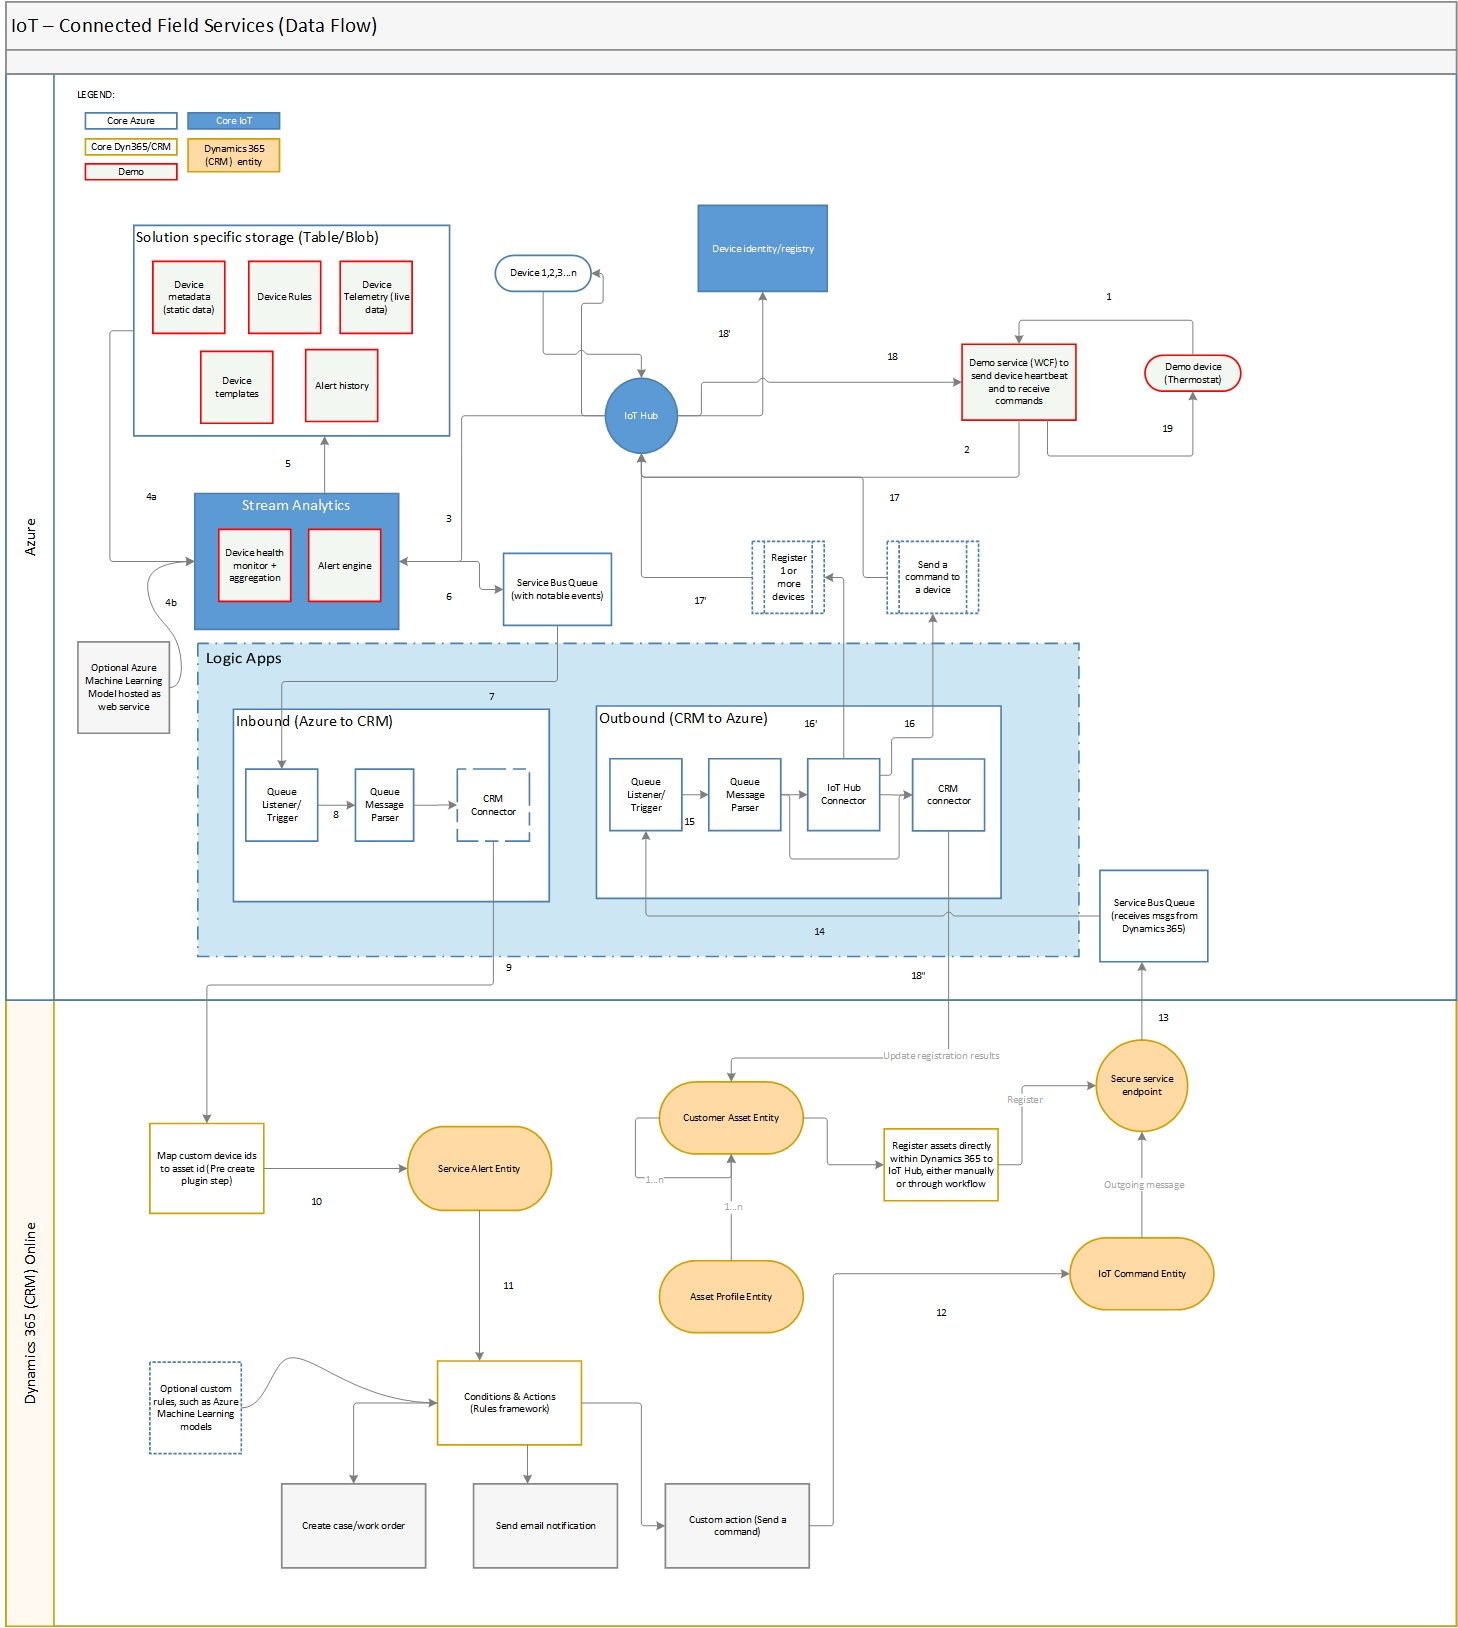 IoT – Connected Field Services (Data Flow)
LEGEND:
Core Azure
Core IoT
Core Dyn365/CRM
Dynamics 365
(CRM) entity
Demo
Azure
Solution specific storage (Table/Blob)
Device
metadata
(static data)
Device Rules
Device
Telemetry (live
data)
Device
templates
Alert history
Device 1,2,3...n
Device identity/registry
IoT Hub
18'
18
1
Demo service (WCF) to
send device heartbeat
and to receive
commands
Demo device
(Thermostat)
19
2
17
5
4a
3
Stream Analytics
Device health
monitor +
aggregation
Alert engine
6
4b
Service Bus Queue
(with notable events)
Register
1 or
more
devices
Send a
command to
a device
17'
Optional Azure
Machine Learning
Model hosted as
web service
Logic Apps
7
Inbound (Azure to CRM)
Queue
Listener/
Trigger
8
Queue
Message
Parser
CRM
Connector
Outbound (CRM to Azure)
16'
16
Queue
Listener/
Trigger
15
Queue
Message
Parser
IoT Hub
Connector
CRM
connector
14
Service Bus Queue
(receives msgs from
Dynamics 365)
9
18"
13
Dynamics 365 (CRM) Online
Update registration results
Secure service
endpoint
Register
Customer Asset Entity
Map custom device ids
to asset id (Pre create
plugin step)
10
Service Alert Entity
1...n
1...n
Register assets directly
within Dynamics 365 to
IoT Hub, either manually
or through workflow
Outgoing message
11
Asset Profile Entity
IoT Command Entity
12
Optional custom
rules, such as Azure
Machine Learning
models
Conditions & Actions
(Rules framework)
Create case/work order
Send email notification
Custom action (Send a
command)